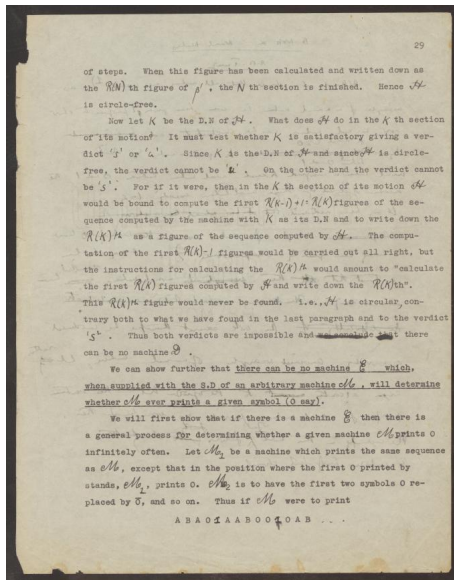 29
of steps. When this figure has been calculated and written down as
the R(N)th figure of β', the N th section is finished. Hence ℋ
is circle-free.
Now let K be the D.N of ℋ. What does ℋ do in the K th section
of its motion? It must test whether K is satisfactory giving a ver-
dict 's' or 'u'. Since K is the D.N of ℋ and since ℋ is circle-
free, the verdict cannot be 'u'. On the other hand the verdict cannot
be 's'. For if it were, then in the K th section of its motion ℋ
would be bound to compute the first R(K-1)+1 = R(K) figures of the se-
quence computed by the machine with K as its D.N and to write down the
R(K)th as a figure of the sequence computed by ℋ. The compu-
tation of the first R(K)-1 figures would be carried out all right, but
the instructions for calculating the R(K)th would amount to "calculate
the first R(K) figures computed by ℋ and write down the R(K)th".
This R(K)th figure would never be found. i.e., ℋ is circular, con-
trary both to what we have found in the last paragraph and to the verdict
's'. Thus both verdicts are impossible and we conclude that there
can be no machine 𝒟.
We can show further that there can be no machine ℰ which,
when supplied with the S.D of an arbitrary machine ℳ, will determine
whether ℳ ever prints a given symbol (0 say).
We will first show that if there is a machine ℰ then there is
a general process for determining whether a given machine ℳ prints 0
infinitely often. Let ℳ₁ be a machine which prints the same sequence
as ℳ, except that in the position where the first 0 printed by
stands, ℳ₁ prints 0̄. ℳ₂ is to have the first two symbols 0 re-
placed by 0̄, and so on. Thus if ℳ were to print
A B A 0 1 A A B 0 0 1 0 A B ...